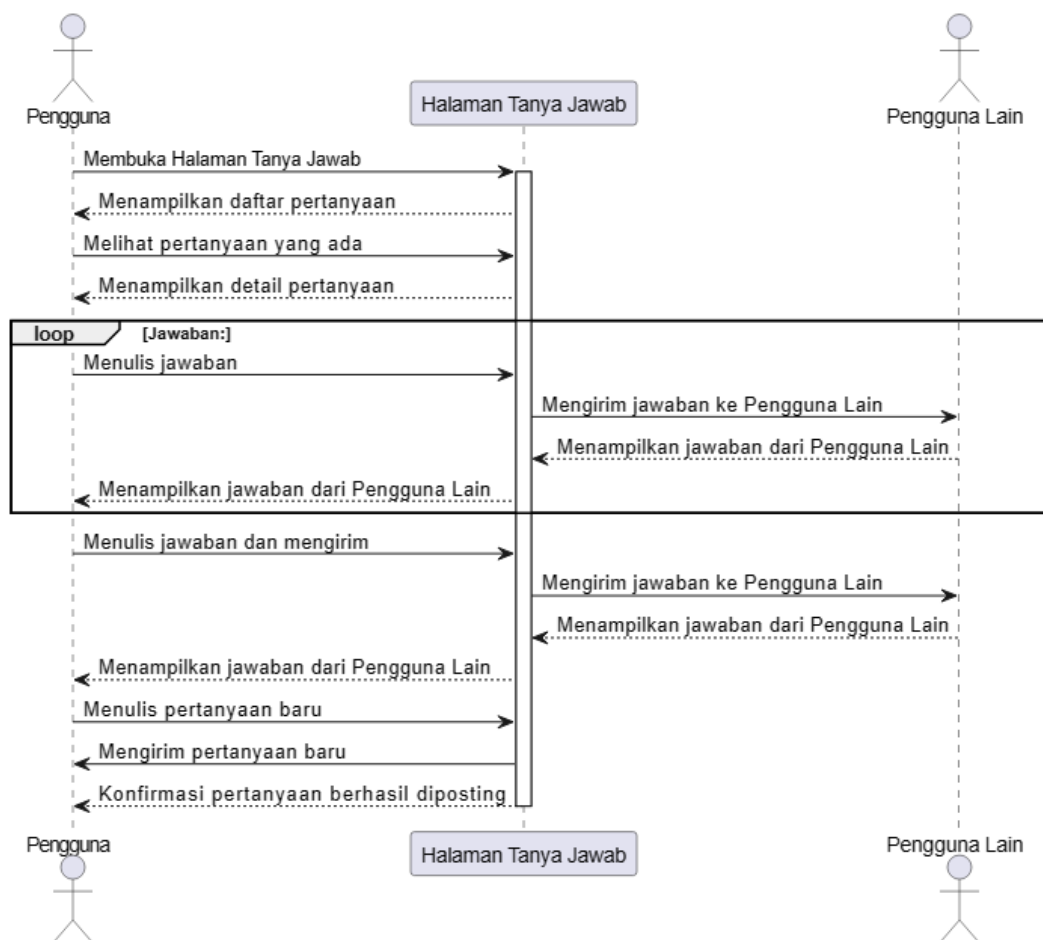 Pengguna
Halaman Tanya Jawab
Pengguna Lain
Membuka Halaman Tanya Jawab
Menampilkan daftar pertanyaan
Melihat pertanyaan yang ada
Menampilkan detail pertanyaan
loop [Jawaban:]
Menulis jawaban
Mengirim jawaban ke Pengguna Lain
Menampilkan jawaban dari Pengguna Lain
Menampilkan jawaban dari Pengguna Lain
Menulis jawaban dan mengirim
Mengirim jawaban ke Pengguna Lain
Menampilkan jawaban dari Pengguna Lain
Menampilkan jawaban dari Pengguna Lain
Menulis pertanyaan baru
Mengirim pertanyaan baru
Konfirmasi pertanyaan berhasil diposting
Pengguna
Halaman Tanya Jawab
Pengguna Lain